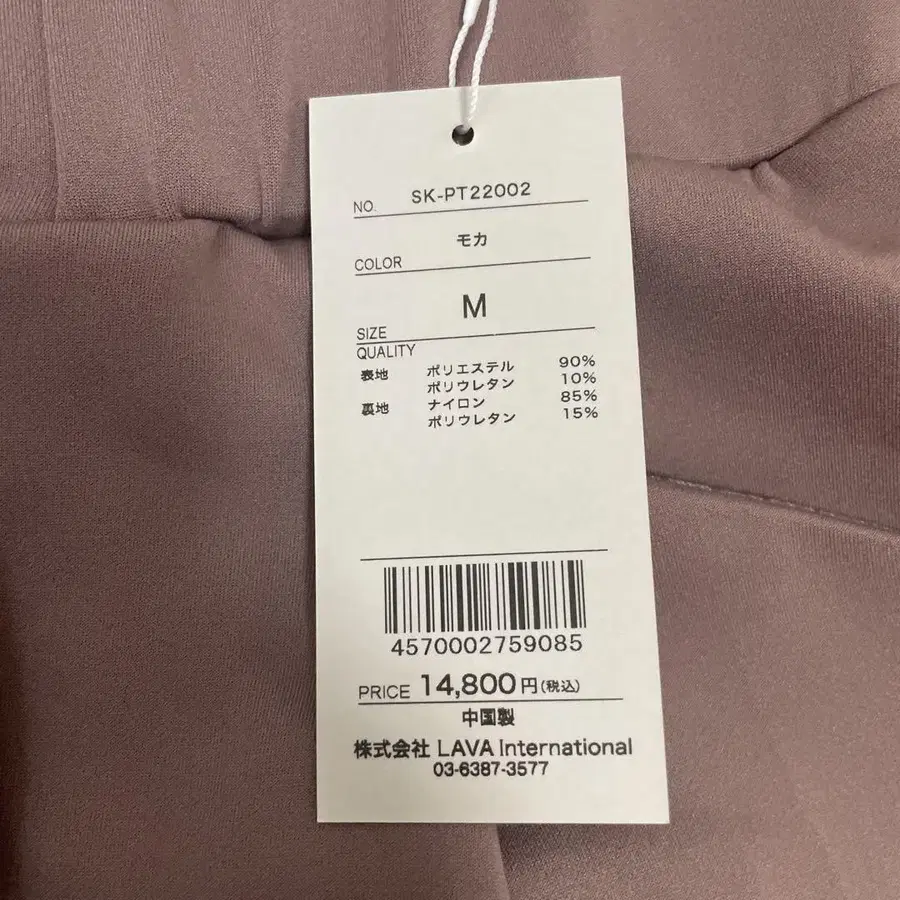 NO. SK-PT22002
モカ
COLOR
M
SIZE
QUALITY
表地 ポリエステル 90%
ポリウレタン 10%
裏地 ナイロン 85%
ポリウレタン 15%
4570002759085
PRICE 14,800円(税込)
中国製
株式会社 LAVA International
03-6387-3577